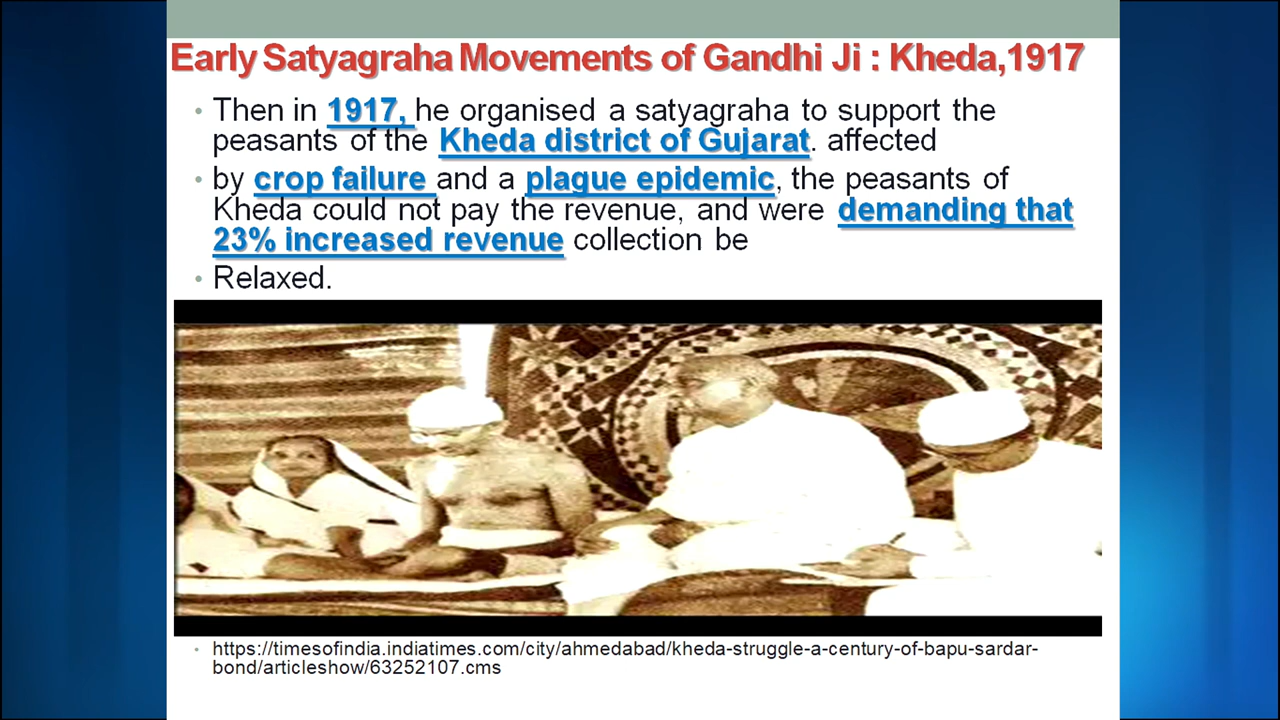 Early Satyagraha Movements of Gandhi Ji : Kheda,1917
• Then in 1917, he organised a satyagraha to support the
peasants of the Kheda district of Gujarat. affected
• by crop failure and a plague epidemic, the peasants of
Kheda could not pay the revenue, and were demanding that
23% increased revenue collection be
• Relaxed.
• https://timesofindia.indiatimes.com/city/ahmedabad/kheda-struggle-a-century-of-bapu-sardar-
bond/articleshow/63252107.cms